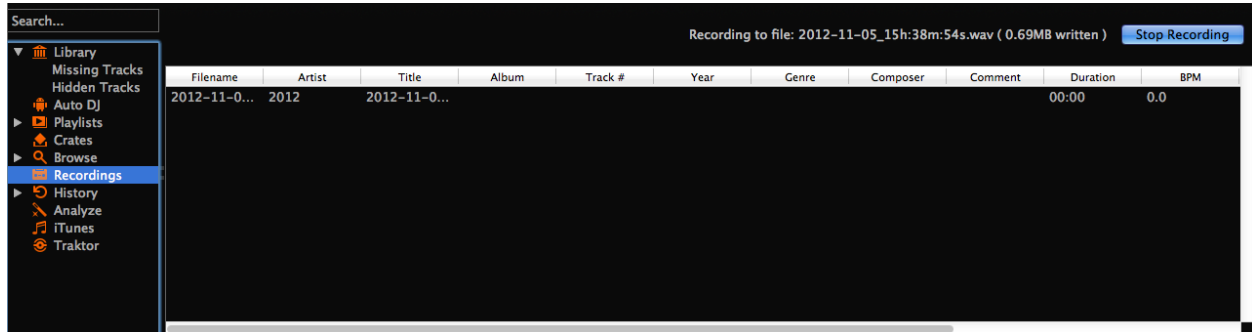 Search...
Recording to file: 2012-11-05_15h:38m:54s.wav ( 0.69MB written ) Stop Recording
Library
Missing Tracks
Hidden Tracks
Auto DJ
Playlists
Crates
Browse
Recordings
History
Analyze
iTunes
Traktor
Filename Artist Title Album Track # Year Genre Composer Comment Duration BPM
2012-11-0... 2012 2012-11-0... 00:00 0.0